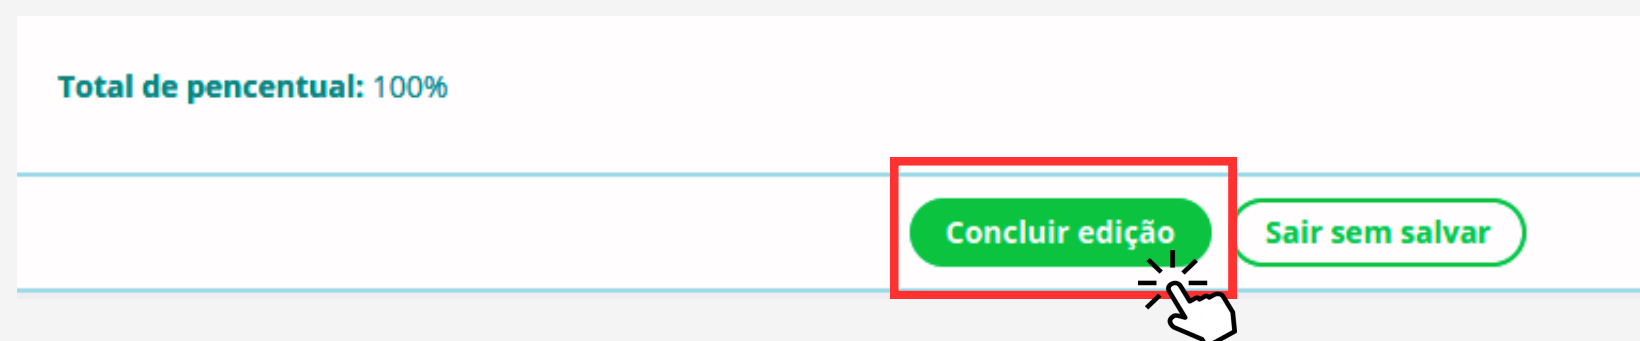 Total de pencentual: 100%
Concluir edição
Sair sem salvar